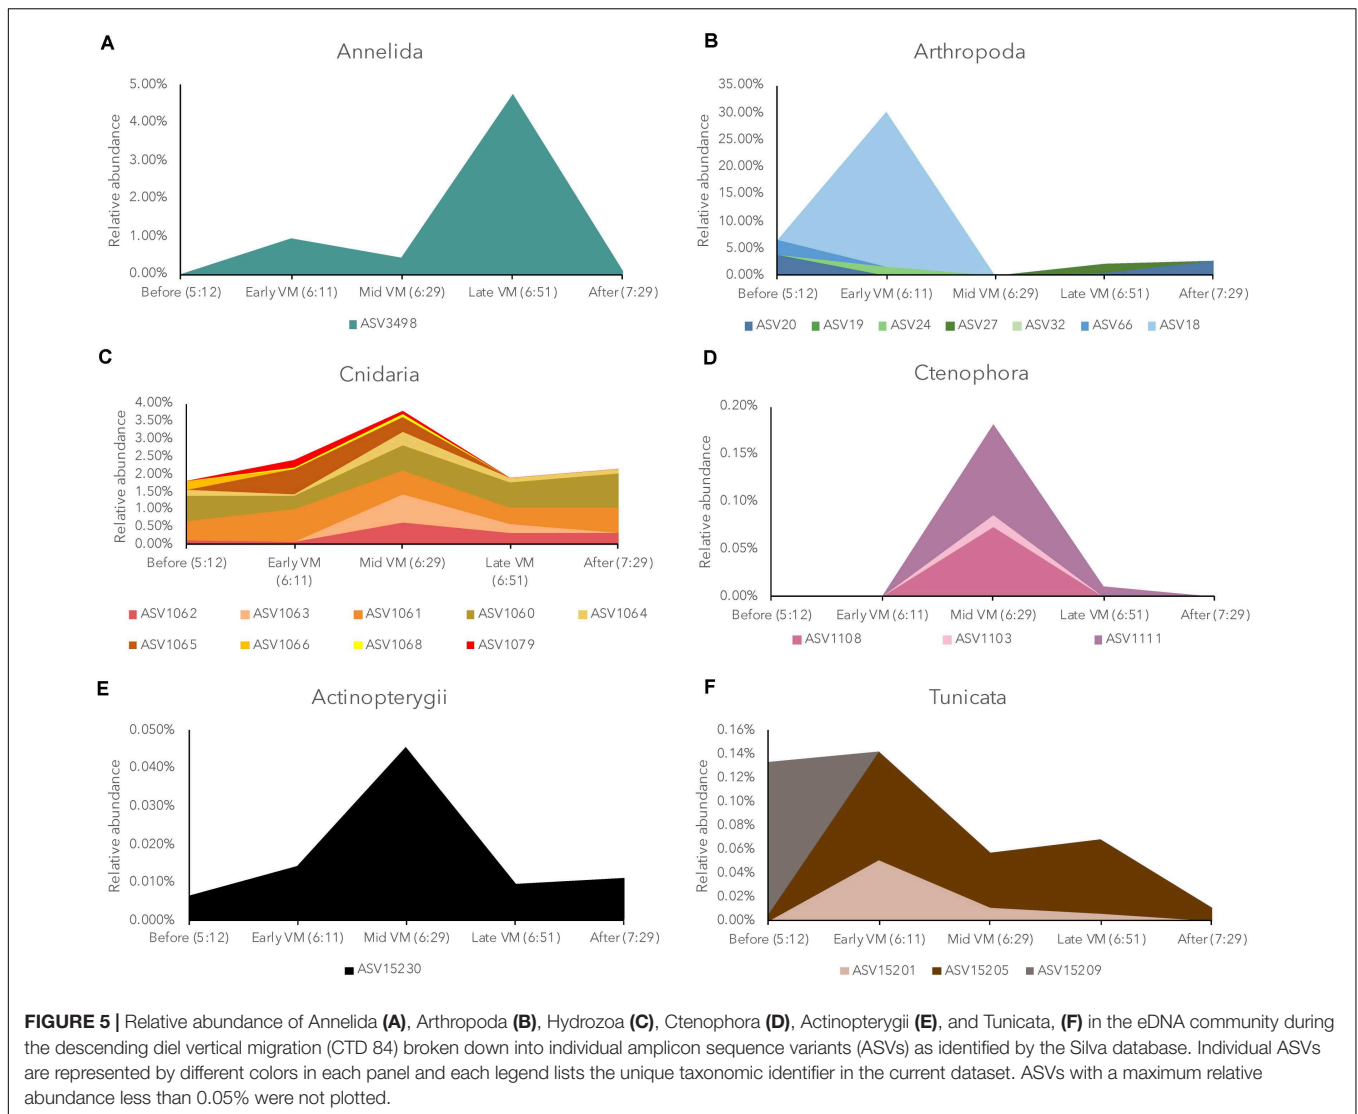 A
Annelida
5.00%
4.00%
3.00%
2.00%
1.00%
0.00%
Relative abundance
Before (5:12) Early VM (6:11) Mid VM (6:29) Late VM (6:51) After (7:29)
ASV3498
B
Arthropoda
35.00%
30.00%
25.00%
20.00%
15.00%
10.00%
5.00%
0.00%
Relative abundance
Before (5:12) Early VM (6:11) Mid VM (6:29) Late VM (6:51) After (7:29)
ASV20 ASV19 ASV24 ASV27 ASV32 ASV66 ASV18
C
Cnidaria
4.00%
3.50%
3.00%
2.50%
2.00%
1.50%
1.00%
0.50%
0.00%
Relative abundance
Before (5:12) Early VM (6:11) Mid VM (6:29) Late VM (6:51) After (7:29)
ASV1062 ASV1063 ASV1061 ASV1060 ASV1064
ASV1065 ASV1066 ASV1068 ASV1079
D
Ctenophora
0.20%
0.15%
0.10%
0.05%
0.00%
Relative abundance
Before (5:12) Early VM (6:11) Mid VM (6:29) Late VM (6:51) After (7:29)
ASV1108 ASV1103 ASV1111
E
Actinopterygii
0.050%
0.040%
0.030%
0.020%
0.010%
0.000%
Relative abundance
Before (5:12) Early VM (6:11) Mid VM (6:29) Late VM (6:51) After (7:29)
ASV15230
F
Tunicata
0.16%
0.14%
0.12%
0.10%
0.08%
0.06%
0.04%
0.02%
0.00%
Relative abundance
Before (5:12) Early VM (6:11) Mid VM (6:29) Late VM (6:51) After (7:29)
ASV15201 ASV15205 ASV15209
FIGURE 5 | Relative abundance of Annelida (A), Arthropoda (B), Hydrozoa (C), Ctenophora (D), Actinopterygii (E), and Tunicata, (F) in the eDNA community during
the descending diel vertical migration (CTD 84) broken down into individual amplicon sequence variants (ASVs) as identified by the Silva database. Individual ASVs
are represented by different colors in each panel and each legend lists the unique taxonomic identifier in the current dataset. ASVs with a maximum relative
abundance less than 0.05% were not plotted.